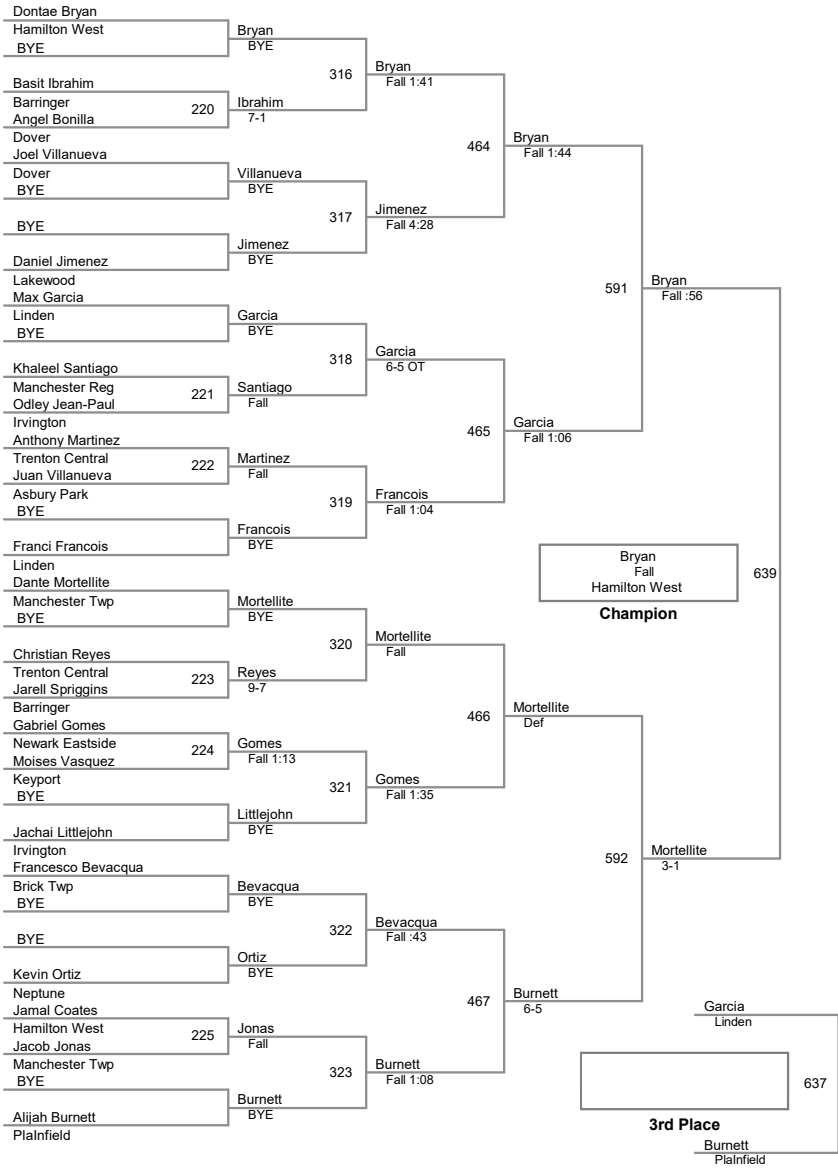 Dontae Bryan
Hamilton West
BYE
Basit Ibrahim
Barringer
Angel Bonilla
Dover
Joel Villanueva
Dover
BYE
BYE
Daniel Jimenez
Lakewood
Max Garcia
Linden
BYE
Khaleel Santiago
Manchester Reg
Odley Jean-Paul
Irvington
Anthony Martinez
Trenton Central
Juan Villanueva
Asbury Park
BYE
Franci Francois
Linden
Dante Mortellite
Manchester Twp
BYE
Christian Reyes
Trenton Central
Jarell Spriggins
Barringer
Gabriel Gomes
Newark Eastside
Moises Vasquez
Keyport
BYE
Jachai Littlejohn
Irvington
Francesco Bevacqua
Brick Twp
BYE
BYE
Kevin Ortiz
Neptune
Jamal Coates
Hamilton West
Jacob Jonas
Manchester Twp
BYE
Alijah Burnett
PlaInfield
220
221
222
223
224
225
Bryan
BYE
Ibrahim
7-1
Villanueva
BYE
Jimenez
BYE
Garcia
BYE
Santiago
Fall
Martinez
Fall
Francois
BYE
Mortellite
BYE
Reyes
9-7
Gomes
Fall 1:13
Littlejohn
BYE
Bevacqua
BYE
Ortiz
BYE
Jonas
Fall
Burnett
BYE
316
317
318
319
320
321
322
323
Bryan
Fall 1:41
Jimenez
Fall 4:28
Garcia
6-5 OT
Francois
Fall 1:04
Mortellite
Fall
Gomes
Fall 1:35
Bevacqua
Fall :43
Burnett
Fall 1:08
464
465
466
467
Bryan
Fall 1:44
Garcia
Fall 1:06
Mortellite
Def
Burnett
6-5
591
592
Bryan
Fall :56
Mortellite
3-1
639
Bryan
Fall
Hamilton West
Champion
Garcia
Linden
637
3rd Place
Burnett
PlaInfield